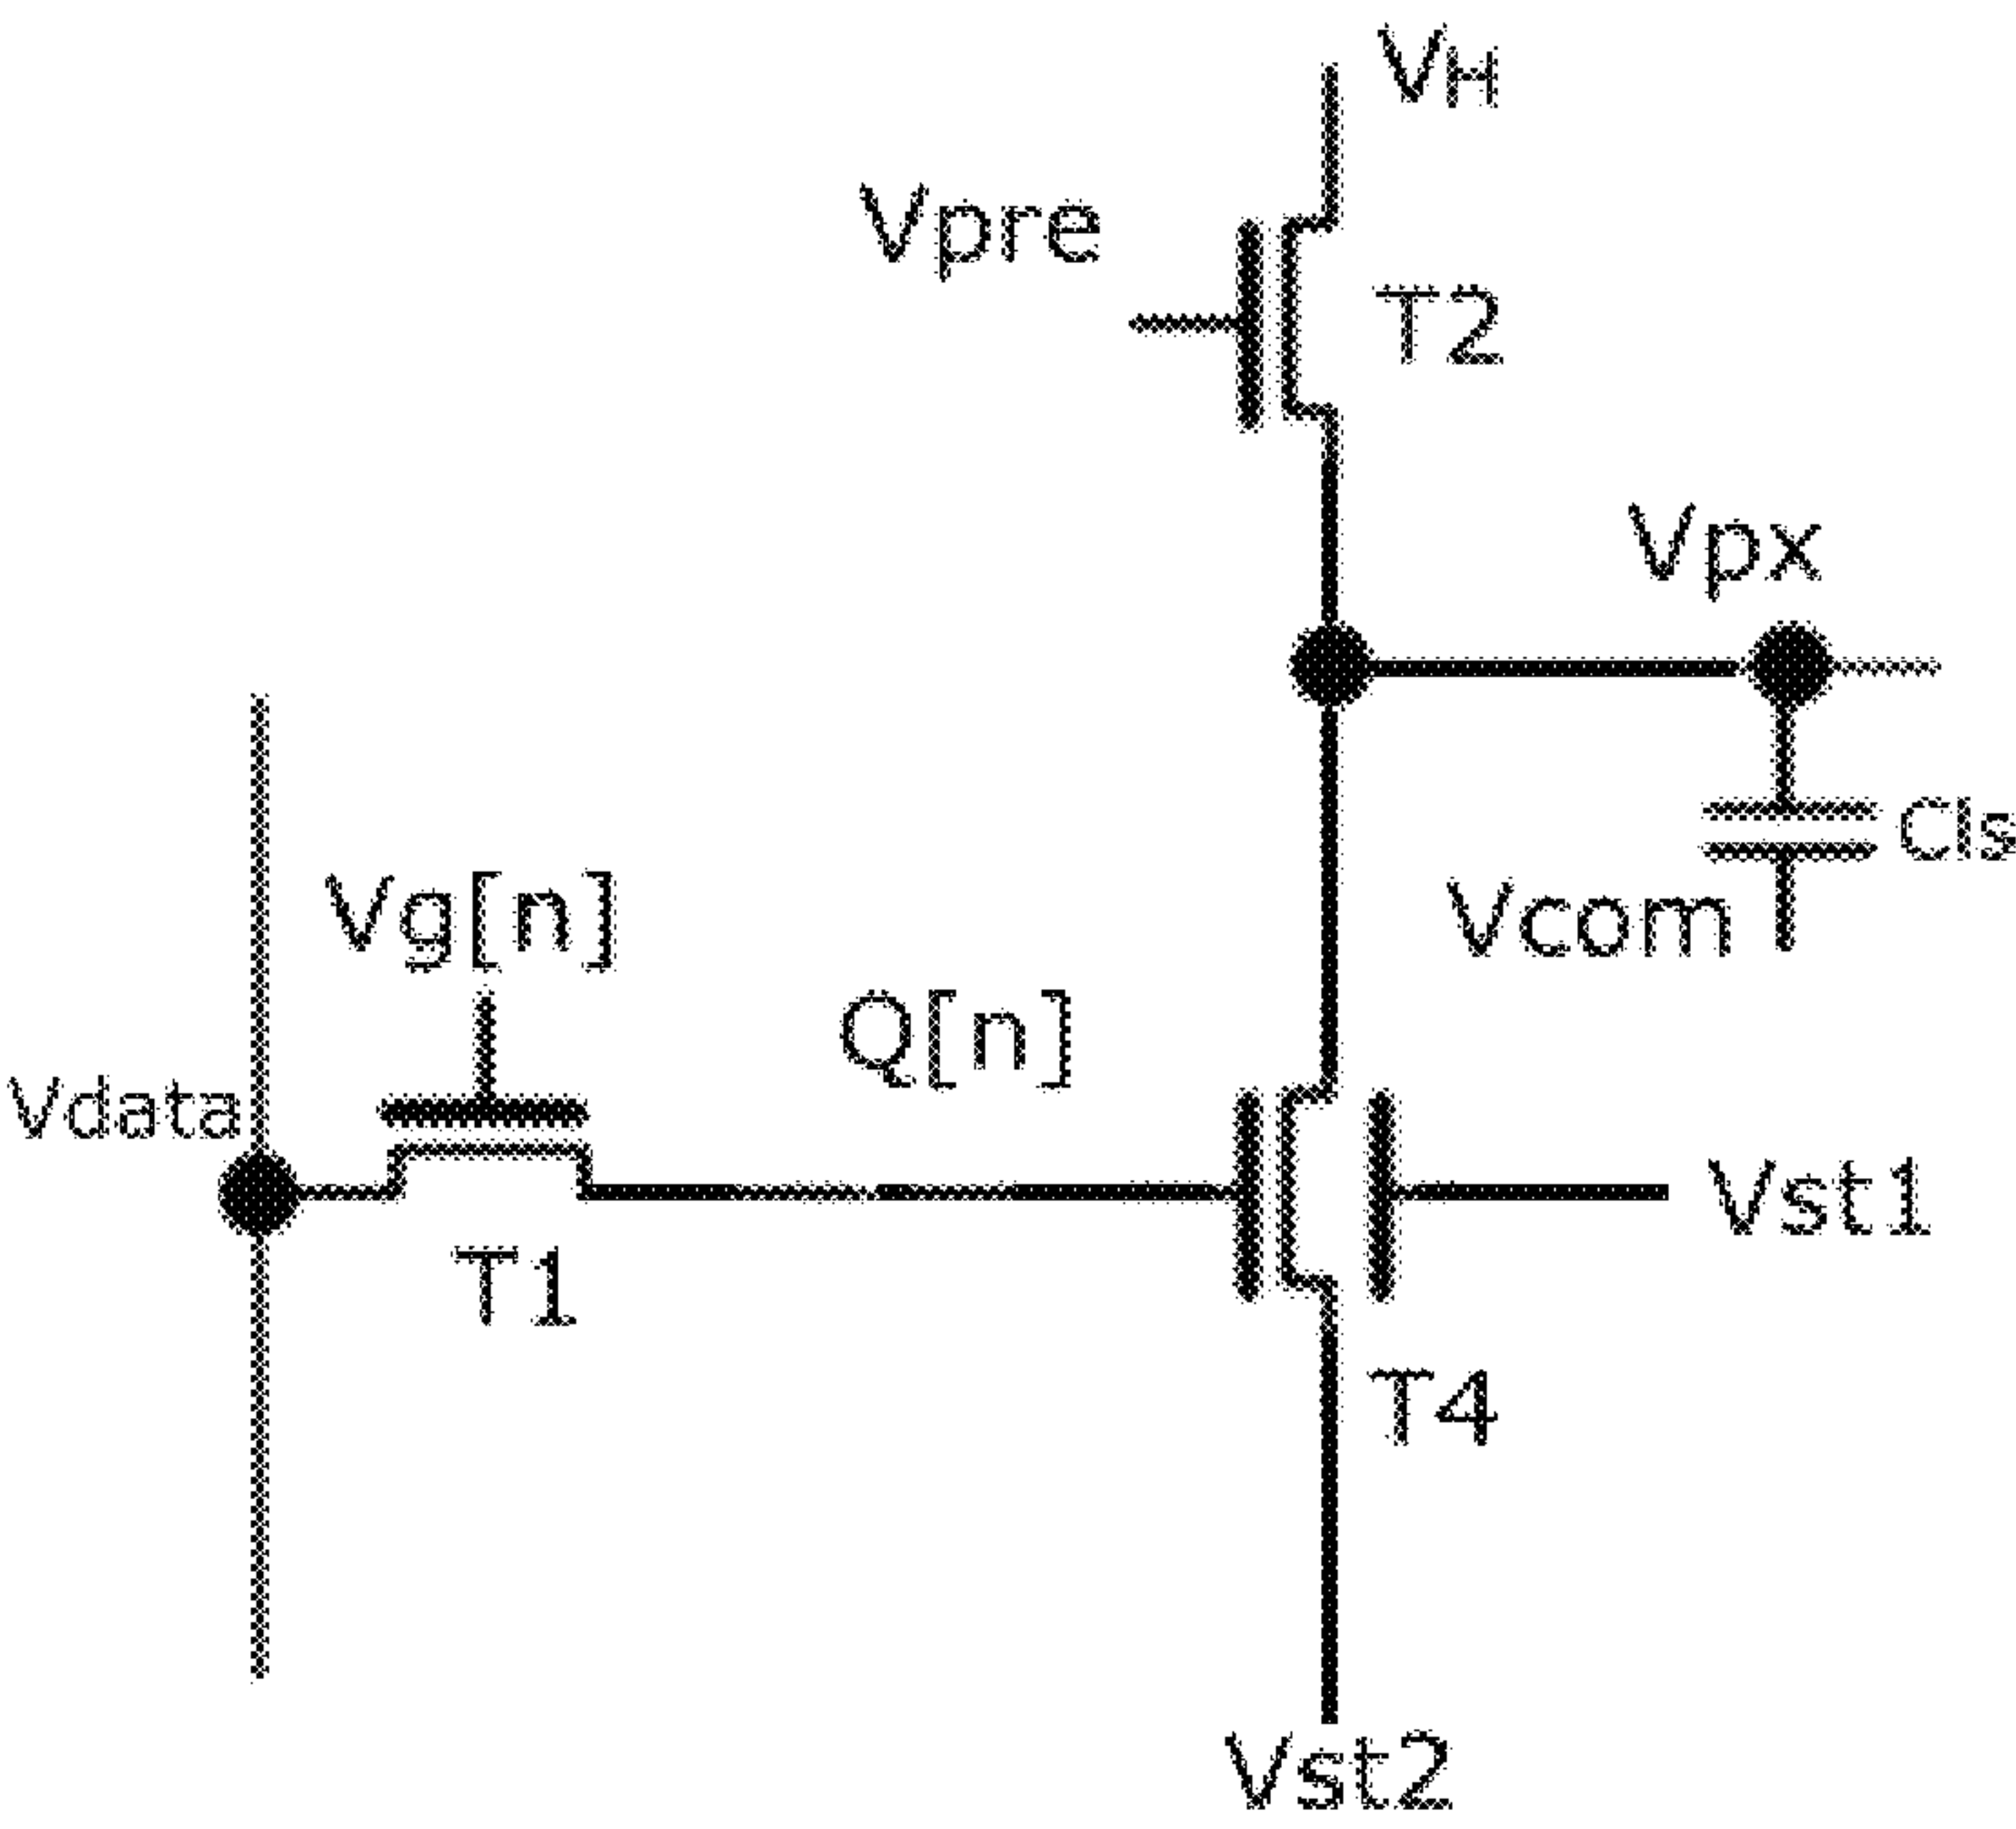 VH
Vpre
T2
Vpx
Cls
Vg[n]
Vcom
Q[n]
Vdata
Vst1
T1
T4
Vst2